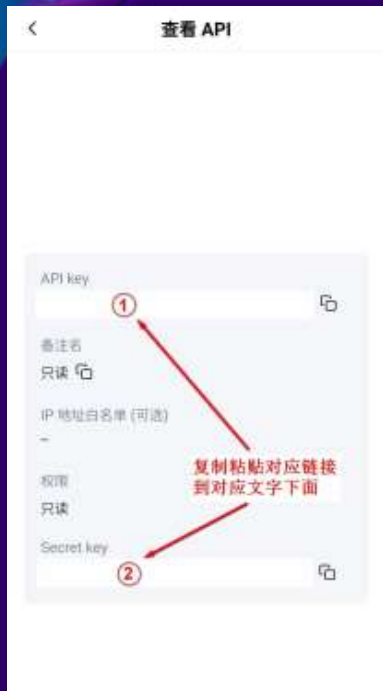 查看 API
API key
①
备注名
只读
IP 地址白名单 (可选)
–
复制粘贴对应链接
到对应文字下面
权限
只读
Secret key
②